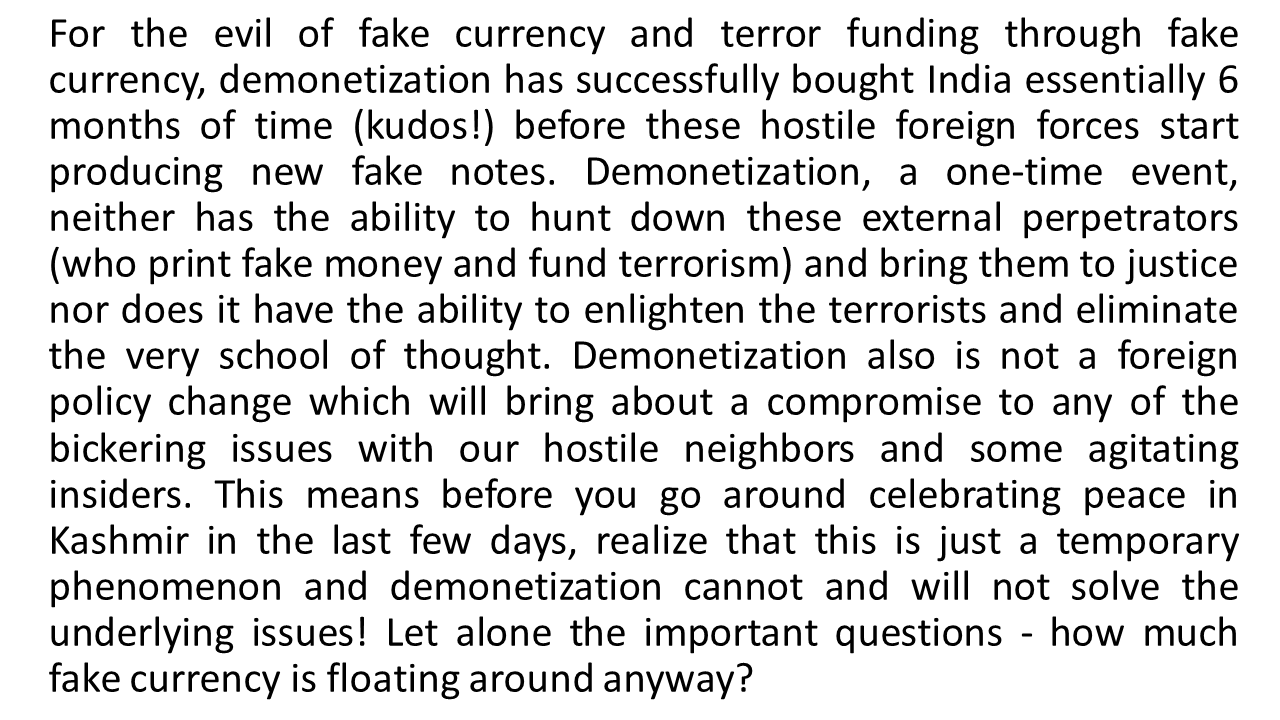 For the evil of fake currency and terror funding through fake
currency, demonetization has successfully bought India essentially 6
months of time (kudos!) before these hostile foreign forces start
producing new fake notes. Demonetization, a one-time event,
neither has the ability to hunt down these external perpetrators
(who print fake money and fund terrorism) and bring them to justice
nor does it have the ability to enlighten the terrorists and eliminate
the very school of thought. Demonetization also is not a foreign
policy change which will bring about a compromise to any of the
bickering issues with our hostile neighbors and some agitating
insiders. This means before you go around celebrating peace in
Kashmir in the last few days, realize that this is just a temporary
phenomenon and demonetization cannot and will not solve the
underlying issues! Let alone the important questions - how much
fake currency is floating around anyway?